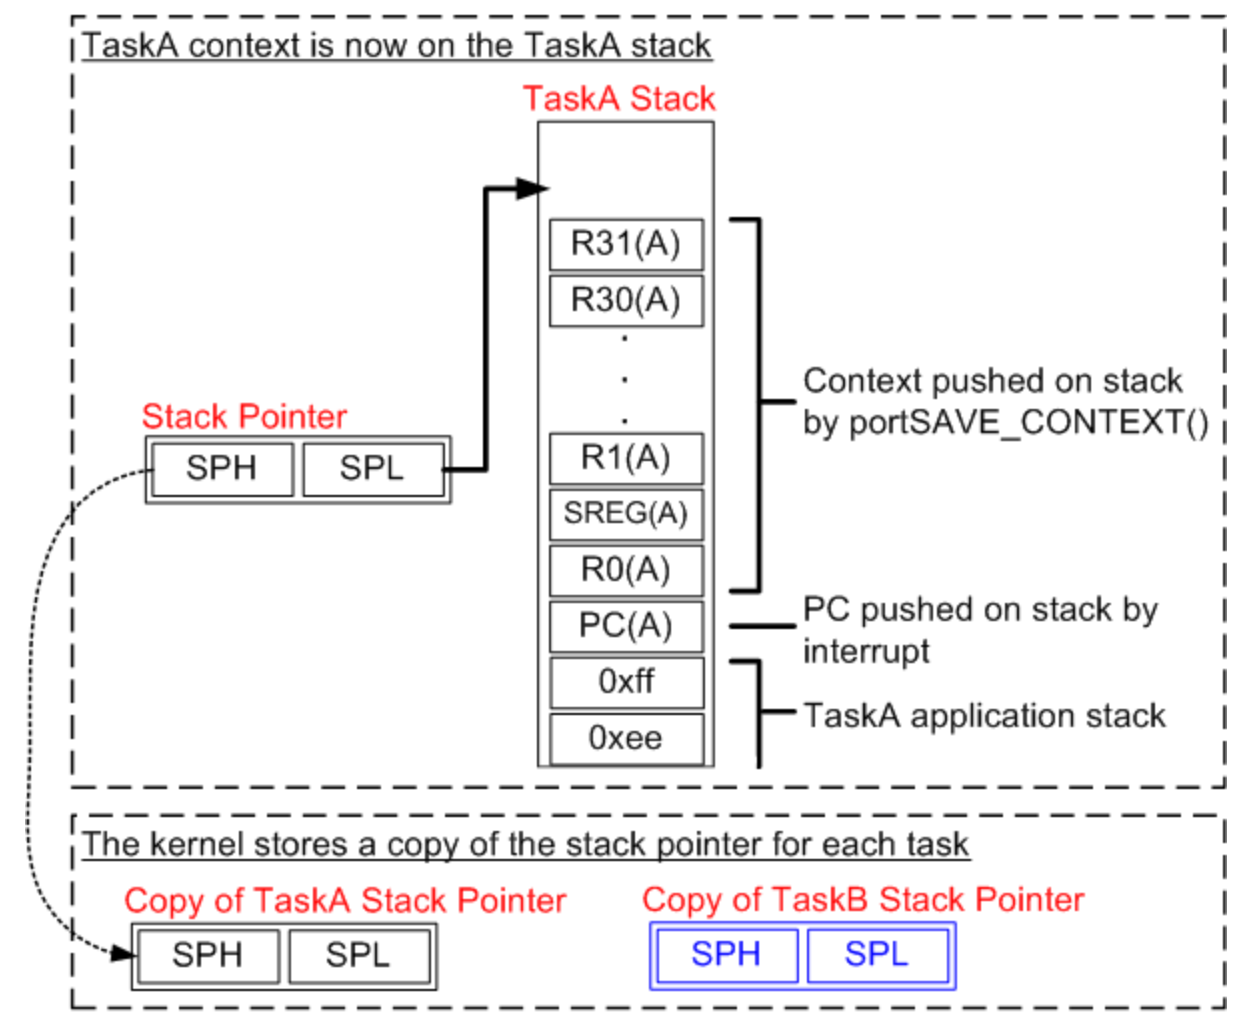 TaskA context is now on the TaskA stack
TaskA Stack
R31(A)
R30(A)
.
.
.
Context pushed on stack
by portSAVE_CONTEXT()
Stack Pointer
SPH SPL
R1(A)
SREG(A)
R0(A)
PC(A)
PC pushed on stack by
interrupt
0xff
0xee
TaskA application stack
The kernel stores a copy of the stack pointer for each task
Copy of TaskA Stack Pointer
SPH SPL
Copy of TaskB Stack Pointer
SPH SPL